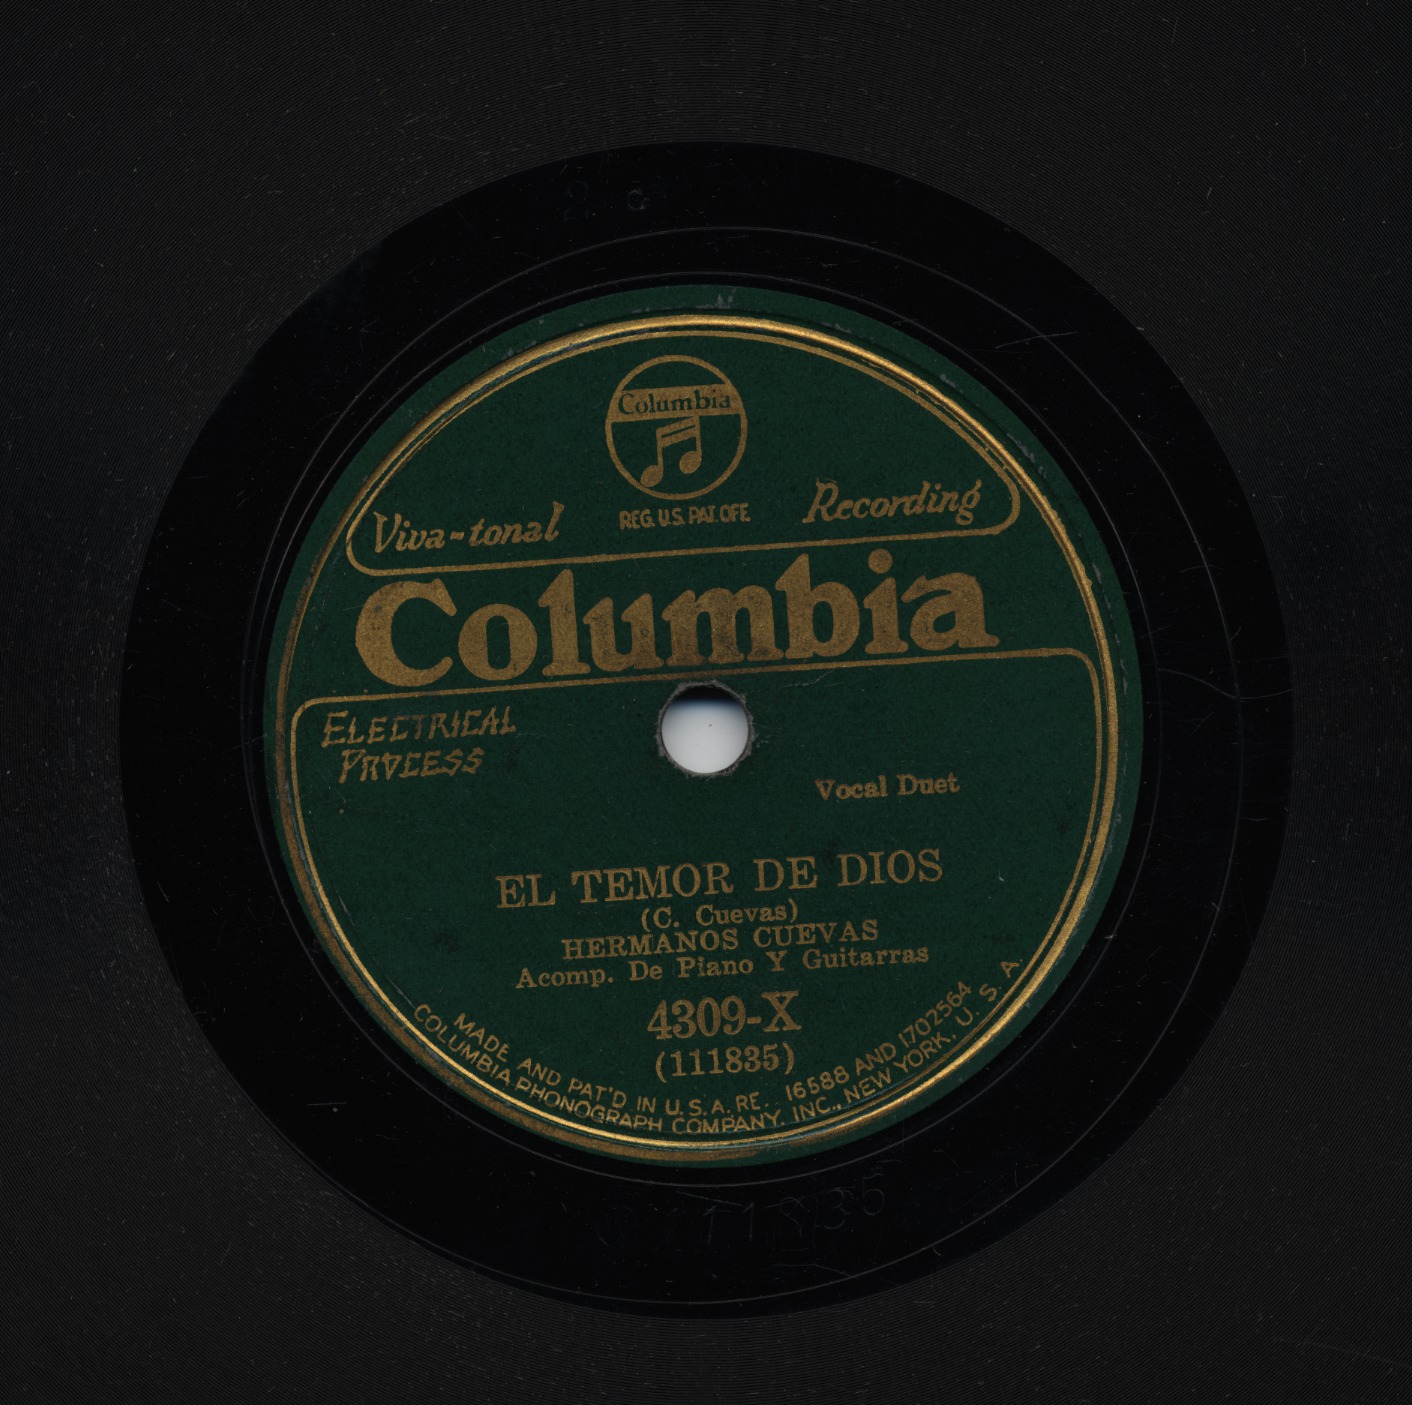 Columbia
REG. U.S. PAT. OFF.
Viva-tonal Recording
Columbia
ELECTRICAL
PROCESS
Vocal Duet
EL TEMOR DE DIOS
(C. Cuevas)
HERMANOS CUEVAS
Acomp. De Piano Y Guitarras
4309-X
(111835)
MADE AND PAT'D IN U.S.A. RE. 16588 AND 1702564
COLUMBIA PHONOGRAPH COMPANY, INC., NEW YORK, U. S. A.
111835